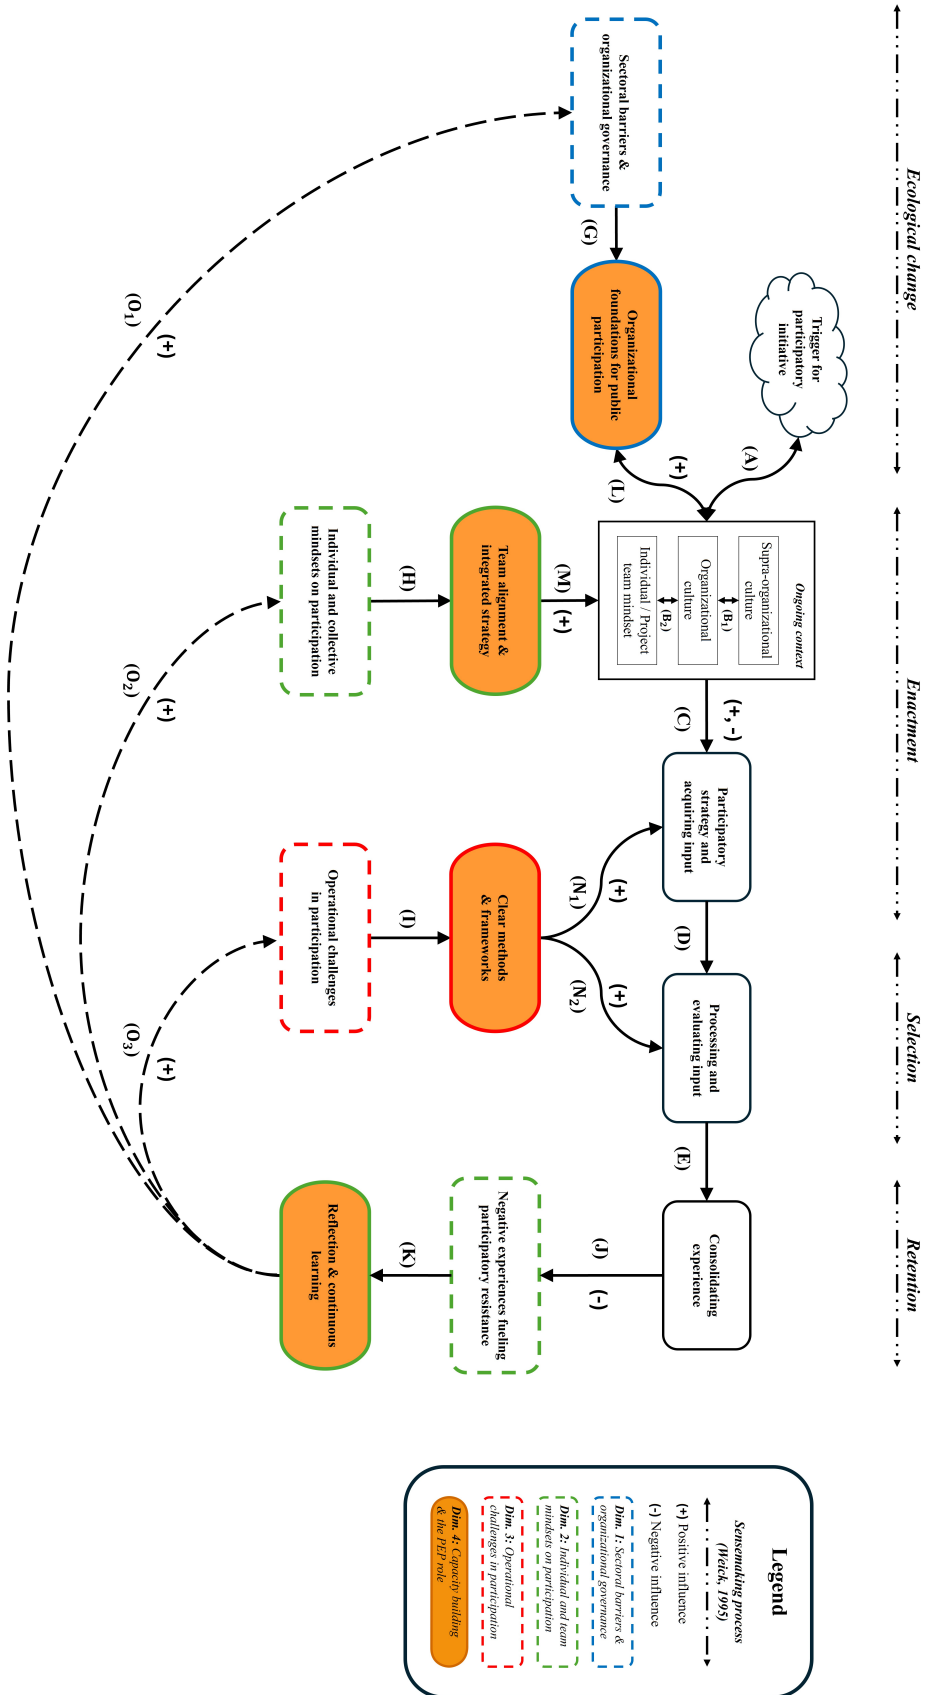 Ecological change
Enactment
Selection
Retention
Trigger for
participatory
initiative
(A)
Sectoral barriers &
organizational governance
(G)
Organizational
foundations for public
participation
(+)
(L)
Ongoing context
Supra-organizational
culture
(B₁)
Organizational
culture
(B₂)
Individual / Project
team mindset
(+, -)
(C)
Participatory
strategy and
acquiring input
(D)
Processing and
evaluating input
(E)
Consolidating
experience
(M)
(+)
Team alignment &
integrated strategy
(H)
Individual and collective
mindsets on participation
(+)
(N₁)
(+)
(N₂)
Clear methods
& frameworks
(I)
Operational challenges
in participation
(J)
(-)
Negative experiences fueling
participatory resistance
(K)
Reflection & continuous
learning
(+)
(O₁)
(+)
(O₂)
(+)
(O₃)
Legend
Sensemaking process
(Weick, 1995)
(+) Positive influence
(-) Negative influence
Dim. 1: Sectoral barriers &
organizational governance
Dim. 2: Individual and team
mindsets on participation
Dim. 3: Operational
challenges in participation
Dim. 4: Capacity building
& the PEP role